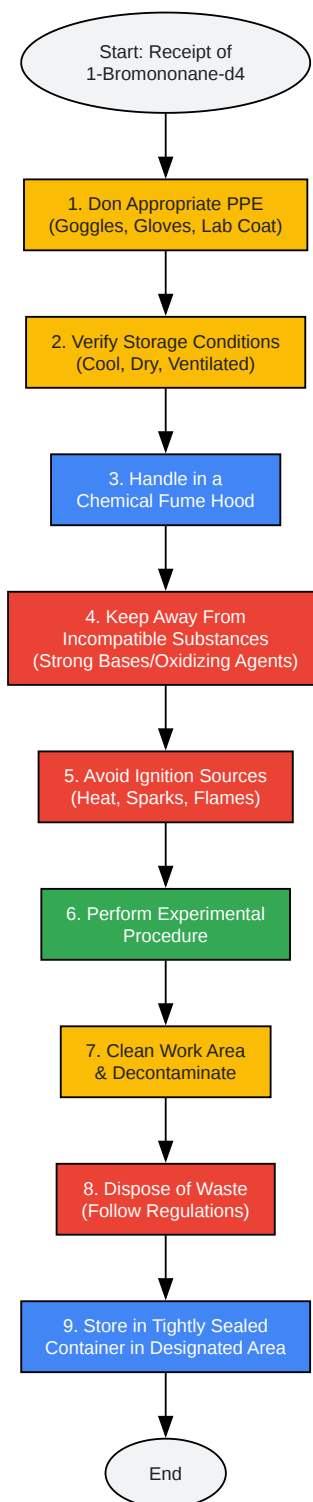 Start: Receipt of
1-Bromononane-d4
1. Don Appropriate PPE
(Goggles, Gloves, Lab Coat)
2. Verify Storage Conditions
(Cool, Dry, Ventilated)
3. Handle in a
Chemical Fume Hood
4. Keep Away From
Incompatible Substances
(Strong Bases/Oxidizing Agents)
5. Avoid Ignition Sources
(Heat, Sparks, Flames)
6. Perform Experimental
Procedure
7. Clean Work Area
& Decontaminate
8. Dispose of Waste
(Follow Regulations)
9. Store in Tightly Sealed
Container in Designated Area
End